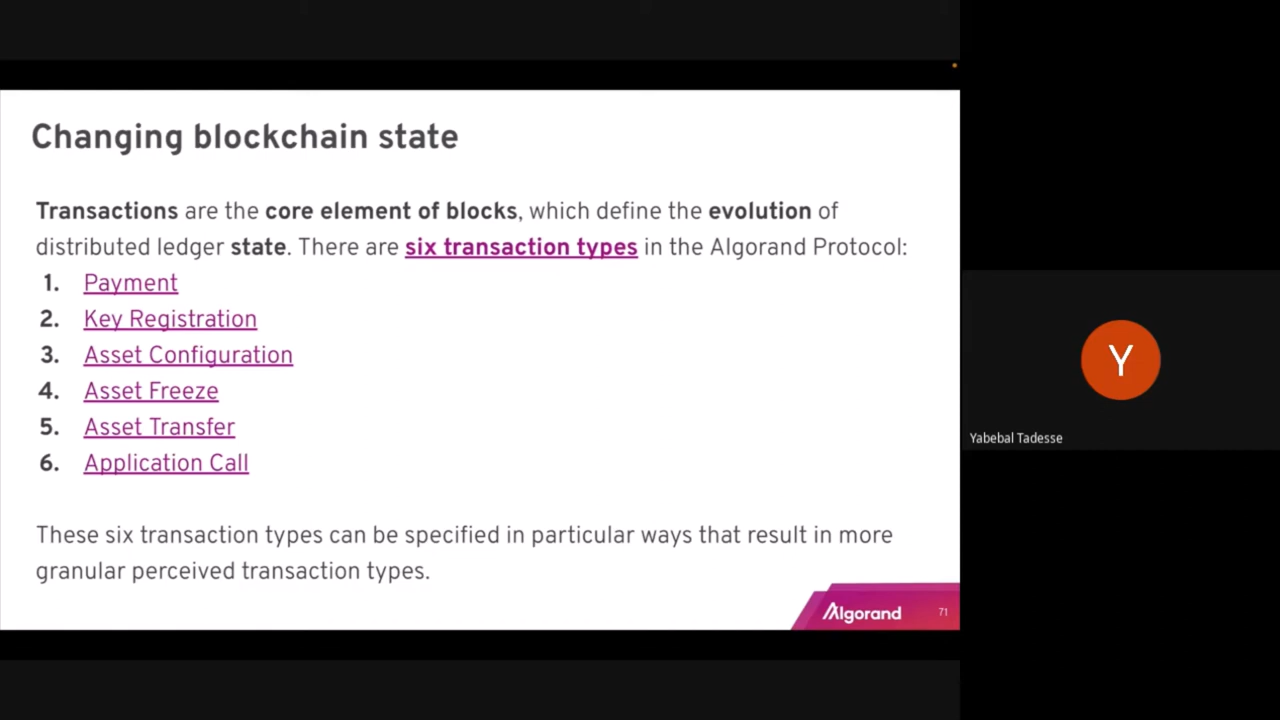 Changing blockchain state
Transactions are the core element of blocks, which define the evolution of
distributed ledger state. There are six transaction types in the Algorand Protocol:
1. Payment
2. Key Registration
3. Asset Configuration
4. Asset Freeze
5. Asset Transfer
6. Application Call
These six transaction types can be specified in particular ways that result in more
granular perceived transaction types.
Algorand 71
Y
Yabebal Tadesse